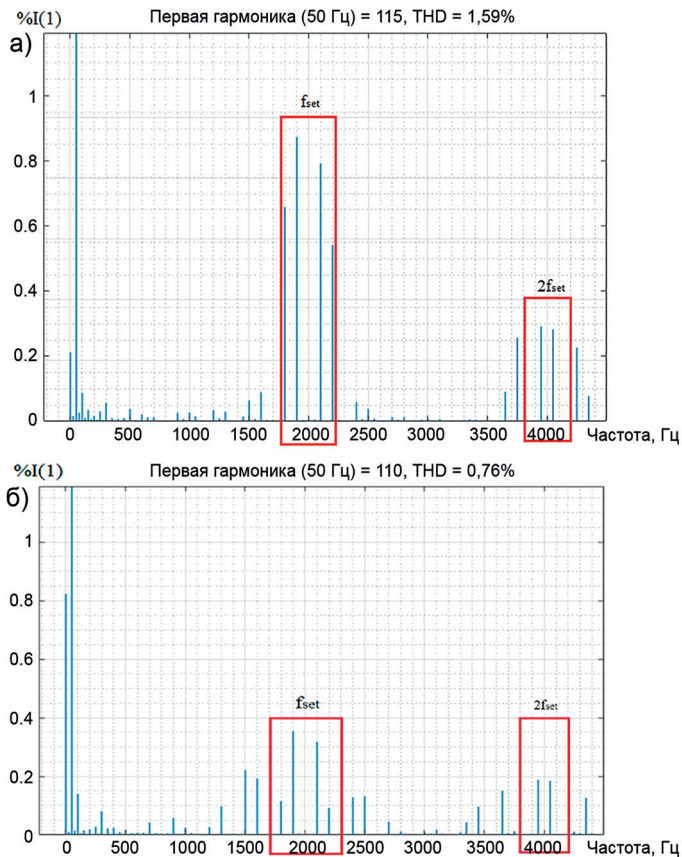 %I(1) Первая гармоника (50 Гц) = 115, THD = 1,59%
а)
fset
1
0.8
0.6
0.4
2fset
0.2
0
0 500 1000 1500 2000 2500 3000 3500 4000 Частота, Гц
%I(1) Первая гармоника (50 Гц) = 110, THD = 0,76%
б)
1
0.8
0.6
fset 2fset
0.4
0.2
0
0 500 1000 1500 2000 2500 3000 3500 4000 Частота, Гц